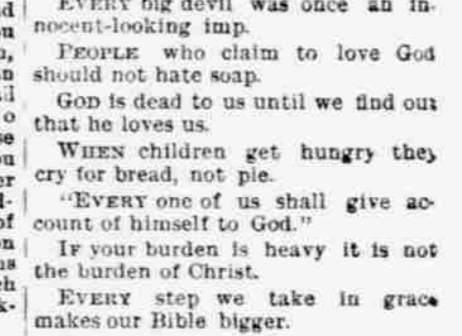 EVERY big devil was once an in-
nocent-looking imp.
PEOPLE who claim to love God
should not hate soap.
GOD is dead to us until we find out
that he loves us.
WHEN children get hungry they
cry for bread, not pie.
"EVERY one of us shall give ac-
count of himself to God."
IF your burden is heavy it is not
the burden of Christ.
EVERY step we take in grace
makes our Bible bigger.